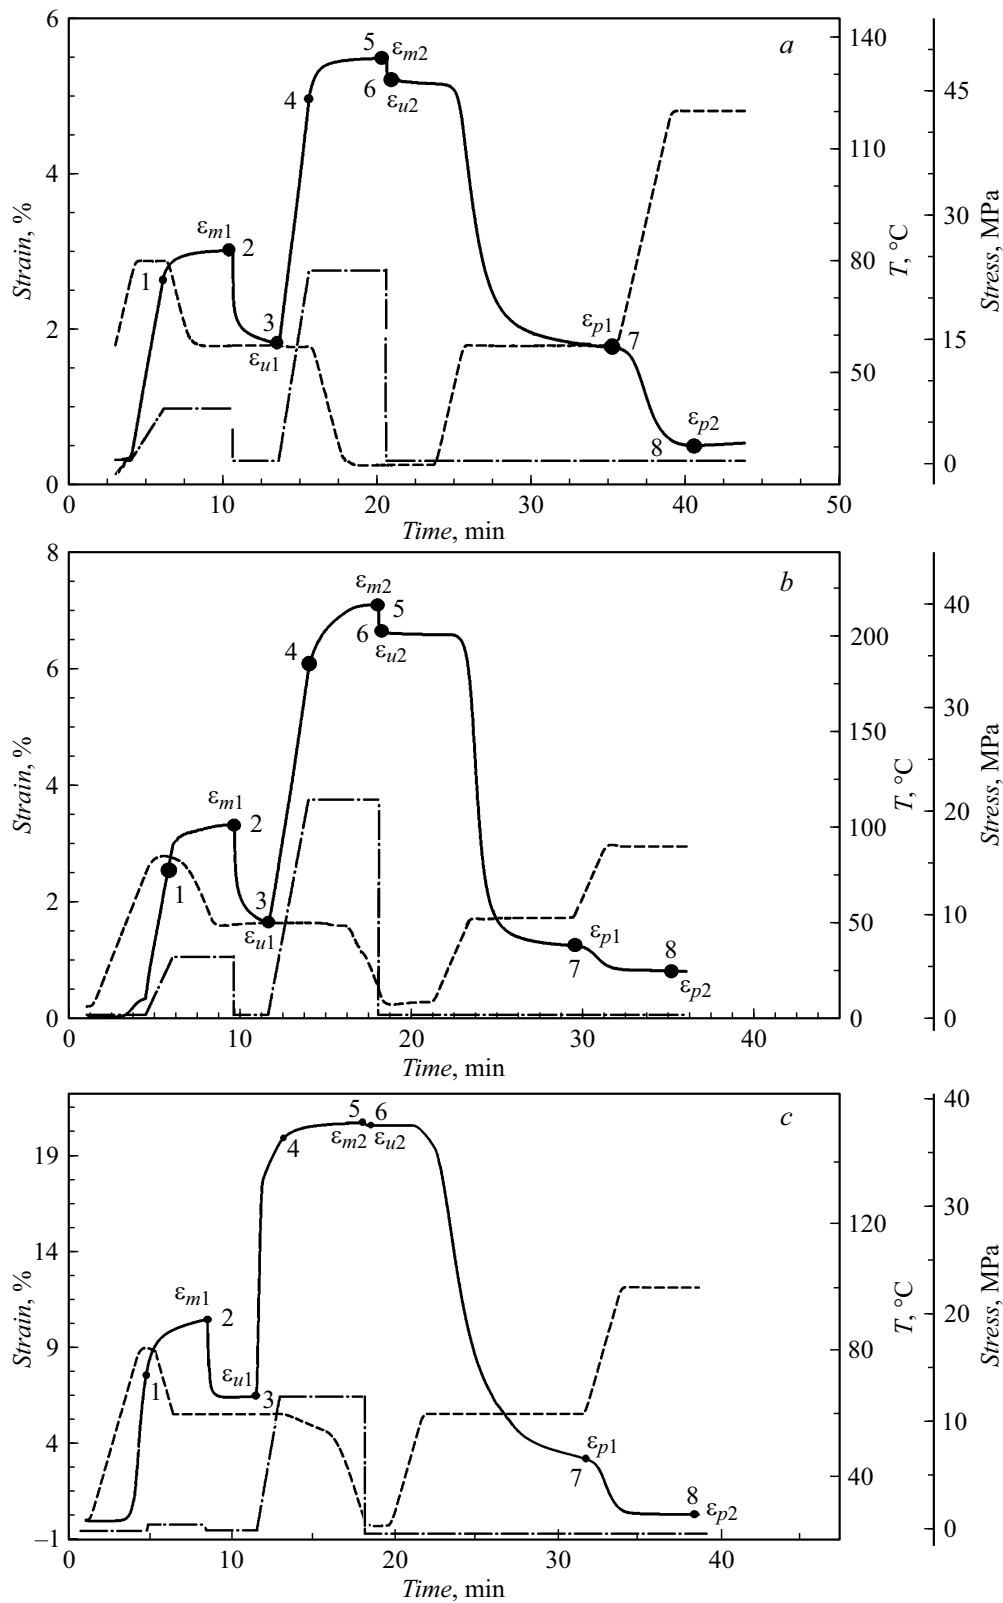 a
6
4
2
0
Strain, %
0 10 20 30 40 50
Time, min
140
110
80
50
T, °C
45
30
15
0
Stress, MPa
1
εm1 2
3
εu1
4
5 εm2
6 εu2
εp1 7
εp2
8
b
8
6
4
2
0
Strain, %
0 10 20 30 40
Time, min
200
150
100
50
0
T, °C
40
30
20
10
0
Stress, MPa
1
εm1
2
3
εu1
4
εm2
5
6
εu2
εp1
7
8
εp2
c
19
14
9
4
−1
Strain, %
0 10 20 30 40
Time, min
120
80
40
T, °C
40
30
20
10
0
Stress, MPa
1
εm1
2
εu1
3
4
5 6
εm2 εu2
εp1
7
8
εp2